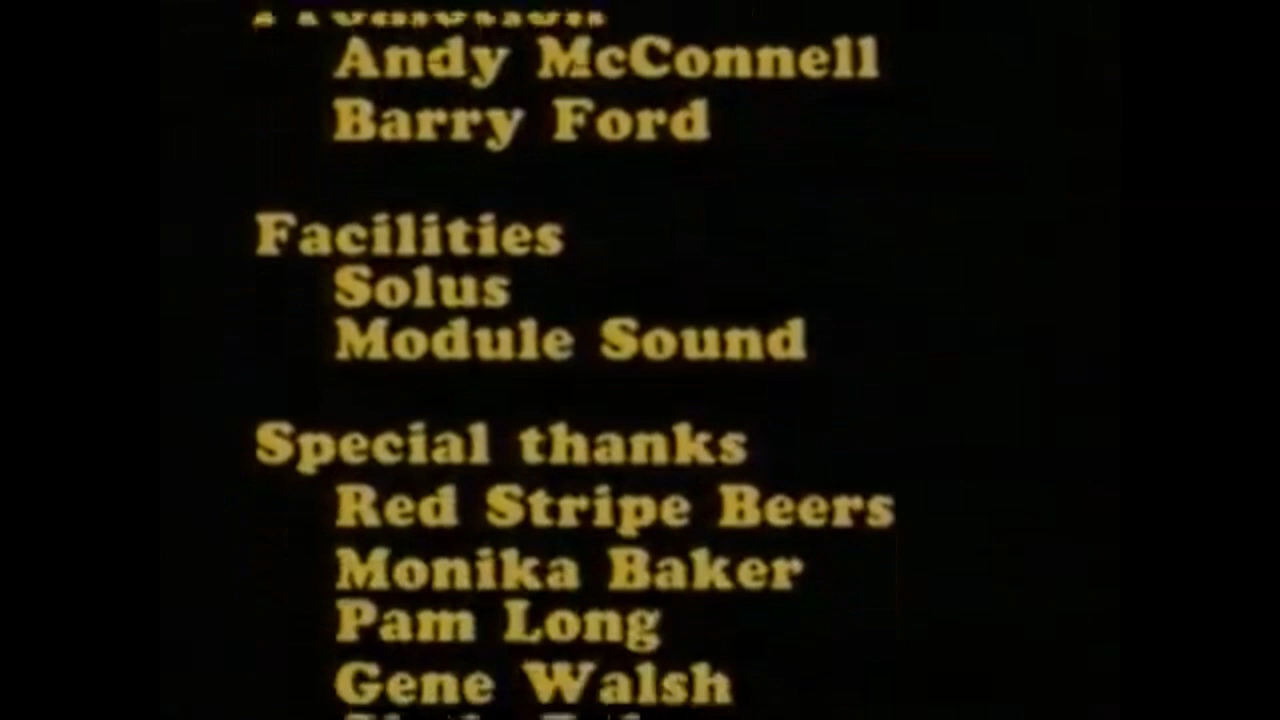 Andy McConnell
Barry Ford
Facilities
Solus
Module Sound
Special thanks
Red Stripe Beers
Monika Baker
Pam Long
Gene Walsh